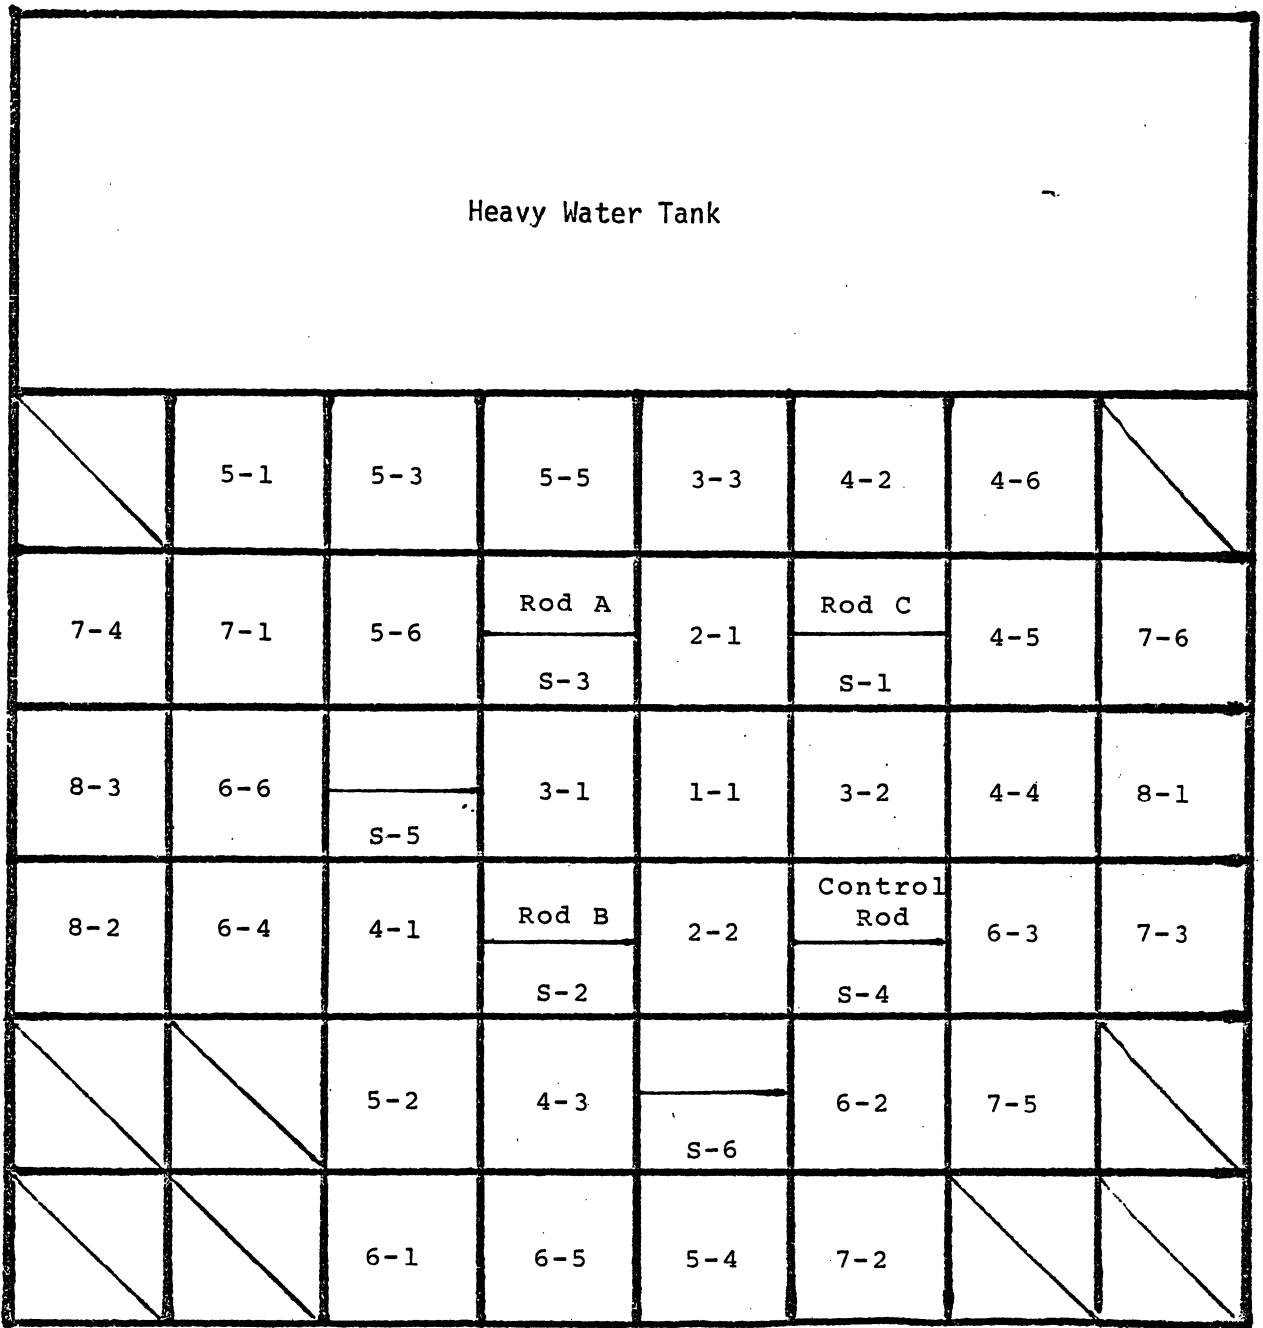 Heavy Water Tank
5-1 5-3 5-5 3-3 4-2 4-6
Rod A Rod C
7-4 7-1 5-6 2-1 4-5 7-6
S-3 S-1
8-3 6-6 3-1 1-1 3-2 4-4 8-1
S-5
Control
Rod B Rod
8-2 6-4 4-1 2-2 6-3 7-3
S-2 S-4
5-2 4-3 6-2 7-5
S-6
6-1 6-5 5-4 7-2